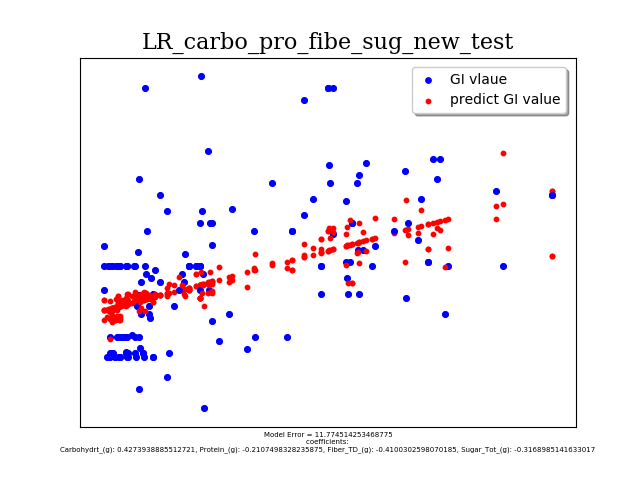 LR_carbo_pro_fibe_sug_new_test
GI vlaue
predict GI value
Model Error = 11.774514253468775
coefficients:
Carbohydrt_(g): 0.4273938885512721, Protein_(g): -0.2107498328235875, Fiber_TD_(g): -0.4100302598070185, Sugar_Tot_(g): -0.3168985141633017